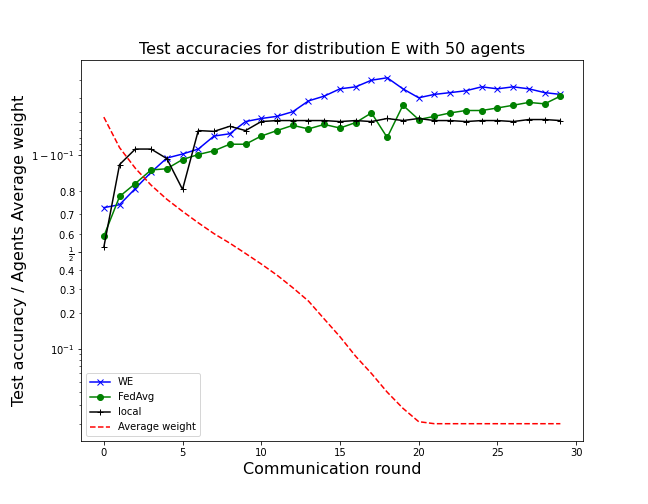 Test accuracies for distribution E with 50 agents
Test accuracy / Agents Average weight
1 − 10⁻¹
0.8
0.7
0.6
½
0.4
0.3
0.2
10⁻¹
WE
FedAvg
local
Average weight
0 5 10 15 20 25 30
Communication round